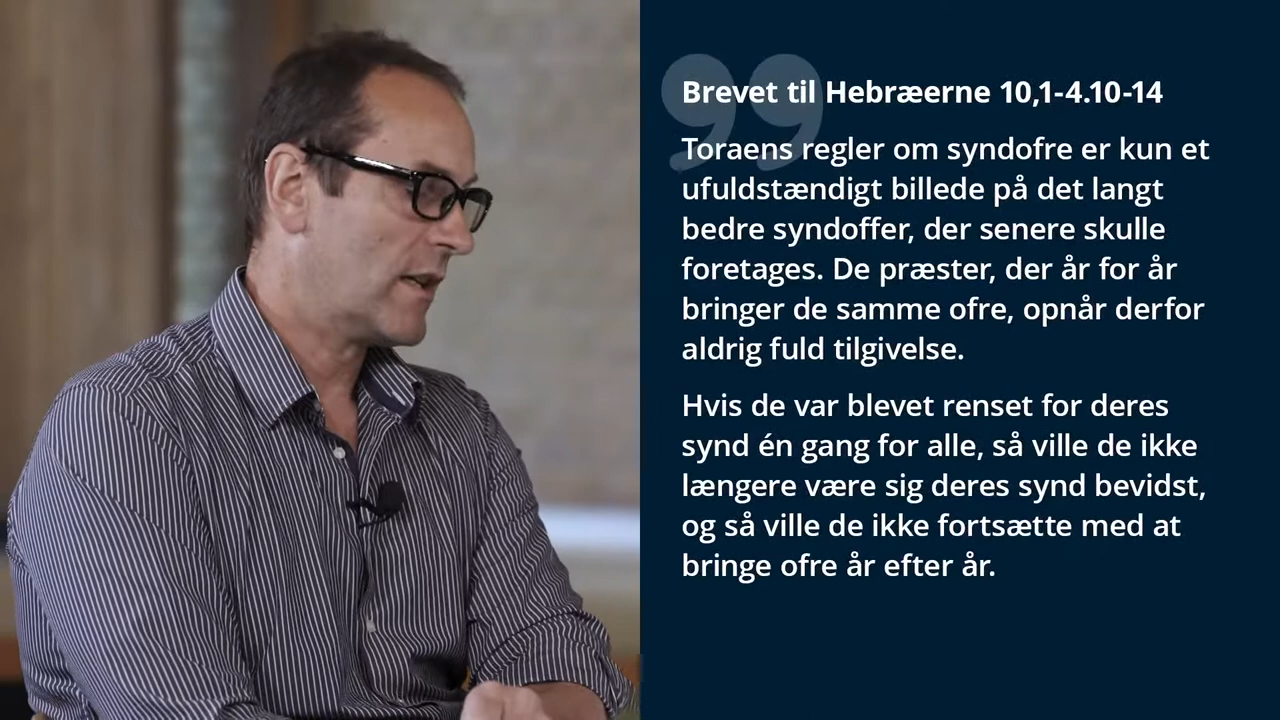 Brevet til Hebræerne 10,1-4.10-14
Toraens regler om syndofre er kun et
ufuldstændigt billede på det langt
bedre syndoffer, der senere skulle
foretages. De præster, der år for år
bringer de samme ofre, opnår derfor
aldrig fuld tilgivelse.
Hvis de var blevet renset for deres
synd én gang for alle, så ville de ikke
længere være sig deres synd bevidst,
og så ville de ikke fortsætte med at
bringe ofre år efter år.